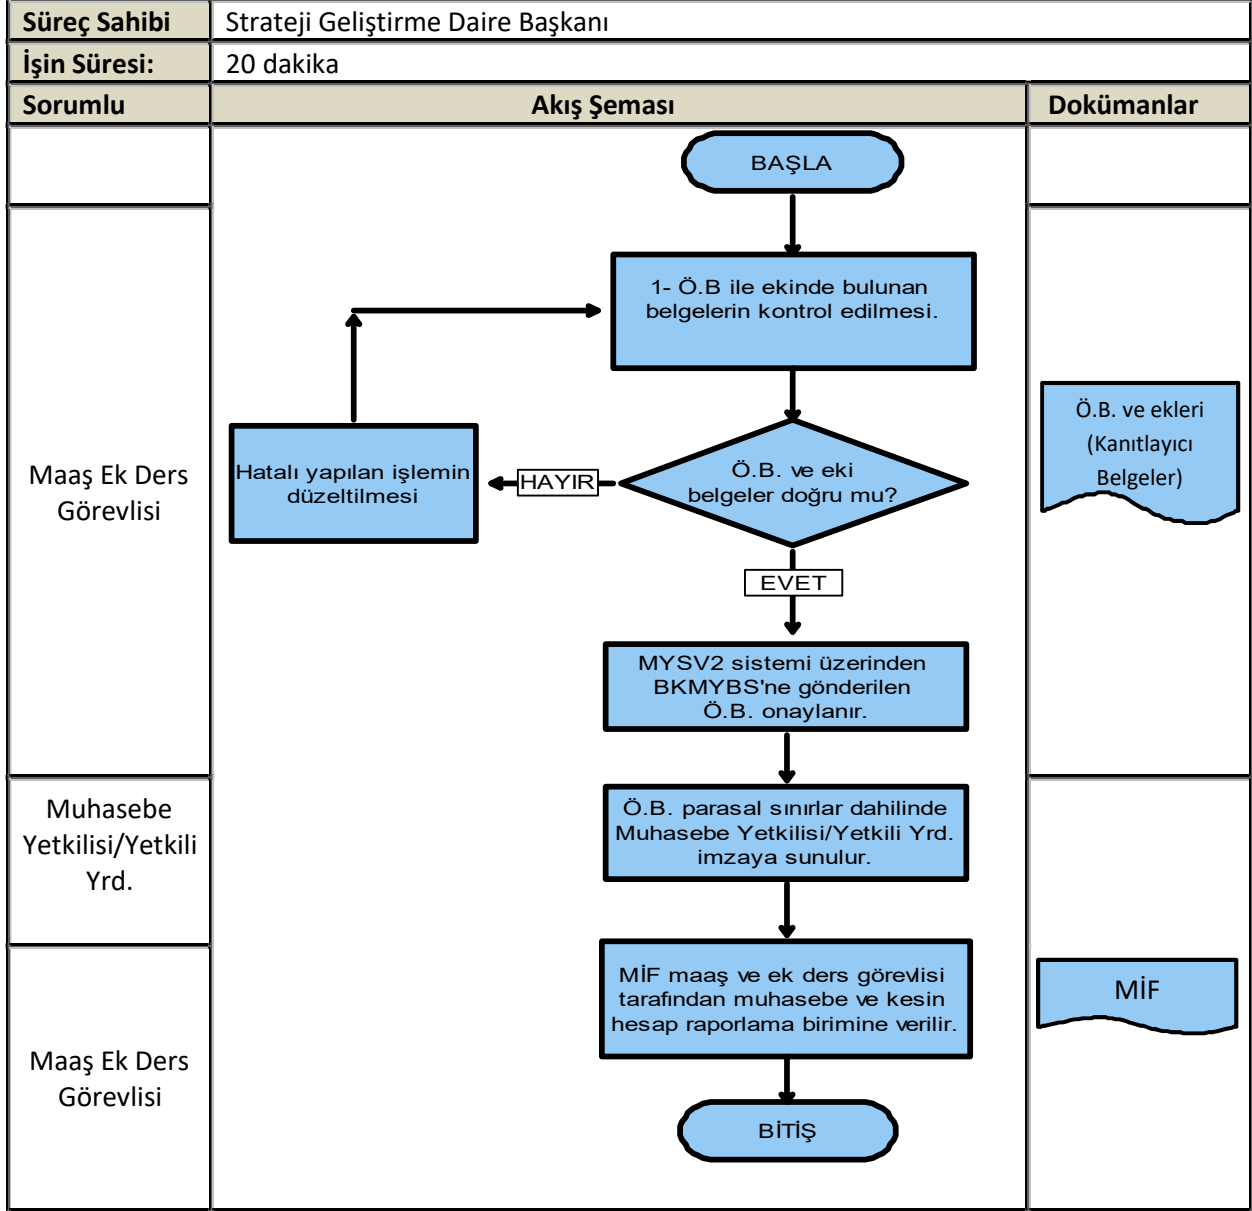 Süreç Sahibi
Strateji Geliştirme Daire Başkanı
İşin Süresi:
20 dakika
Sorumlu
Akış Şeması
Dokümanlar
BAŞLA
1- Ö.B ile ekinde bulunan
belgelerin kontrol edilmesi.
Maaş Ek Ders
Görevlisi
Hatalı yapılan işlemin
düzeltilmesi
HAYIR
Ö.B. ve eki
belgeler doğru mu?
Ö.B. ve ekleri
(Kanıtlayıcı
Belgeler)
EVET
MYSV2 sistemi üzerinden
BKMYBS'ne gönderilen
Ö.B. onaylanır.
Muhasebe
Yetkilisi/Yetkili
Yrd.
Ö.B. parasal sınırlar dahilinde
Muhasebe Yetkilisi/Yetkili Yrd.
imzaya sunulur.
Maaş Ek Ders
Görevlisi
MİF maaş ve ek ders görevlisi
tarafından muhasebe ve kesin
hesap raporlama birimine verilir.
MİF
BİTİŞ